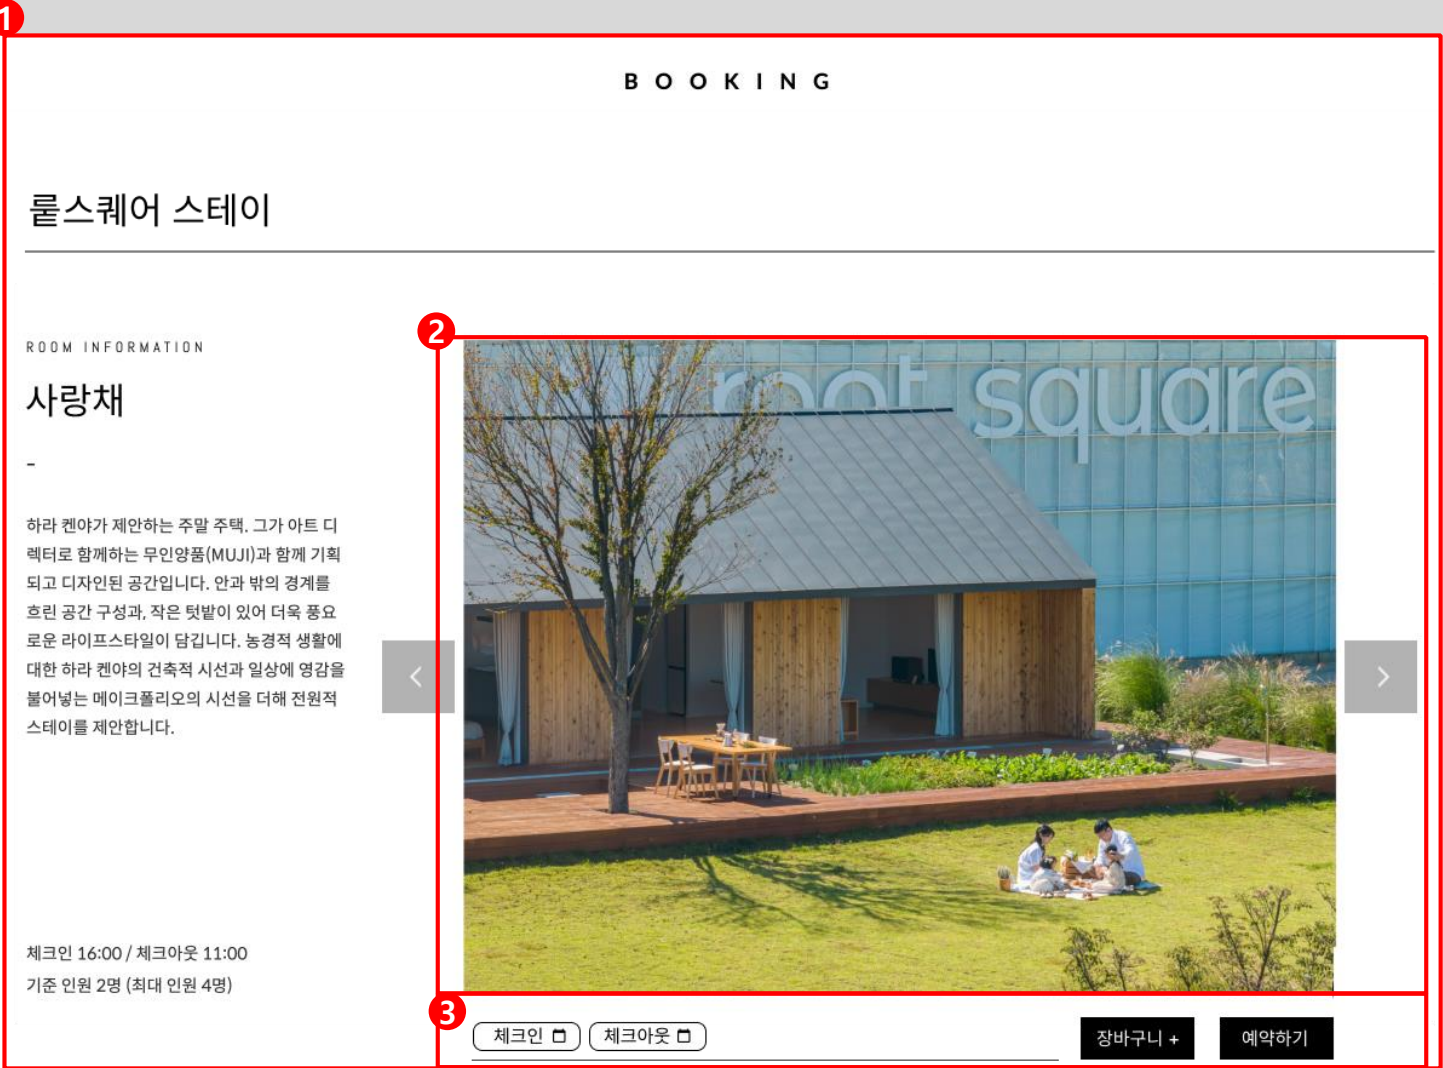 1
BOOKING
룉스퀘어 스테이
ROOM INFORMATION
사랑채
-
하라 켄야가 제안하는 주말 주택. 그가 아트 디
렉터로 함께하는 무인양품(MUJI)과 함께 기획
되고 디자인된 공간입니다. 안과 밖의 경계를
흐린 공간 구성과, 작은 텃밭이 있어 더욱 풍요
로운 라이프스타일이 담깁니다. 농경적 생활에
대한 하라 켄야의 건축적 시선과 일상에 영감을
불어넣는 메이크폴리오의 시선을 더해 전원적
스테이를 제안합니다.
체크인 16:00 / 체크아웃 11:00
기준 인원 2명 (최대 인원 4명)
2
root square
3
체크인
체크아웃
장바구니 +
예약하기